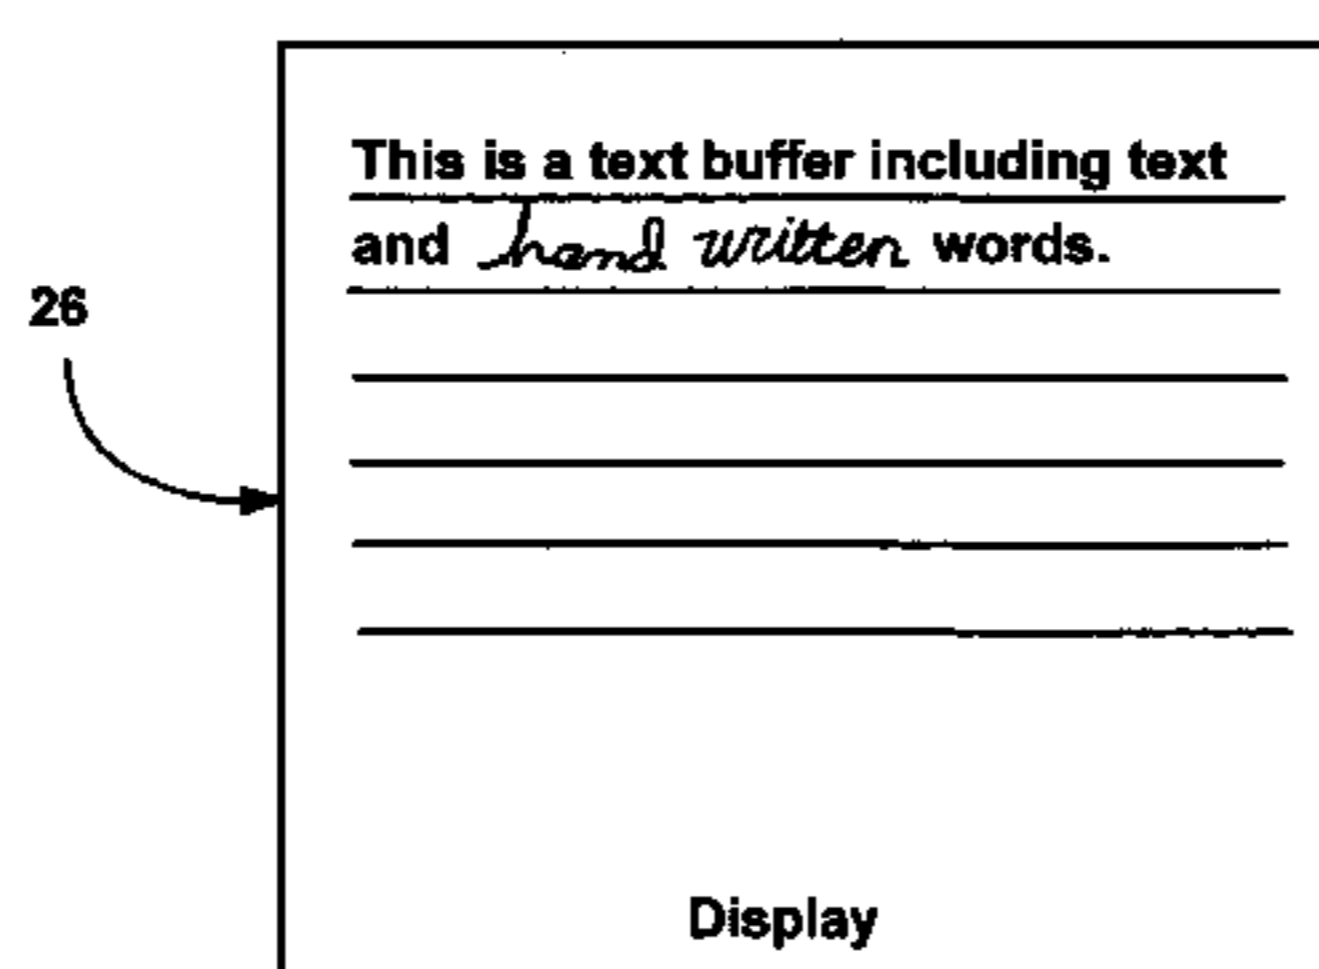 This is a text buffer including text
and hand written words.
26
Display